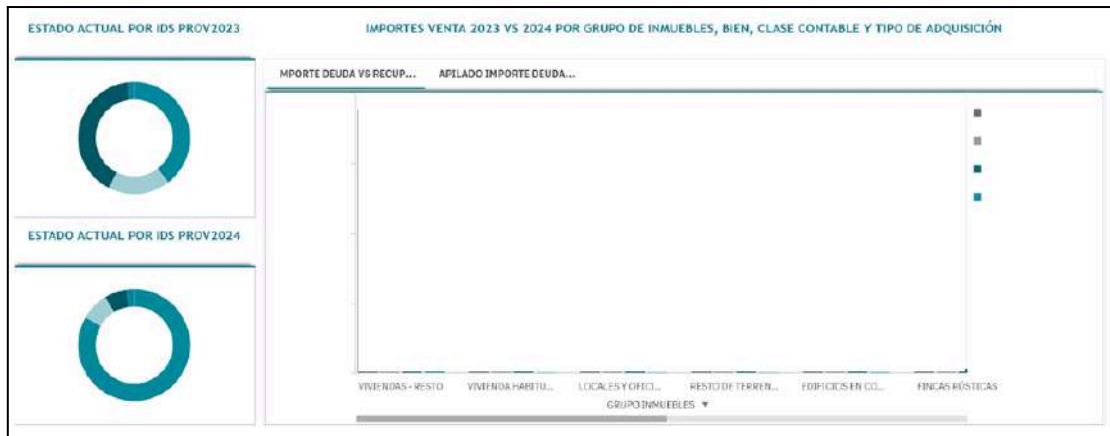 ESTADO ACTUAL POR IDS PROV2023
IMPORTES VENTA 2023 VS 2024 POR GRUPO DE INMUEBLES, BIEN, CLASE CONTABLE Y TIPO DE ADQUISICIÓN
MPORTE DEUDA VS RECUP...
APILADO IMPORTE DEUDA...
ESTADO ACTUAL POR IDS PROV2024
VIVIENDAS - RESTO
VIVIENDA HABITU...
LOCALES Y OFICI...
RESTO DE TERREN...
EDIFICIOS EN CO...
FINCAS RÚSTICAS
GRUPO INMUEBLES ▼